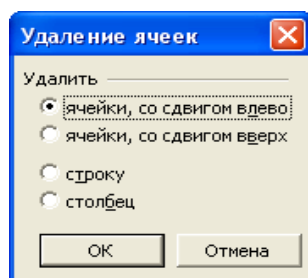 Удаление ячеек
Удалить
ячейки, со сдвигом влево
ячейки, со сдвигом вверх
строку
столбец
ОК
Отмена